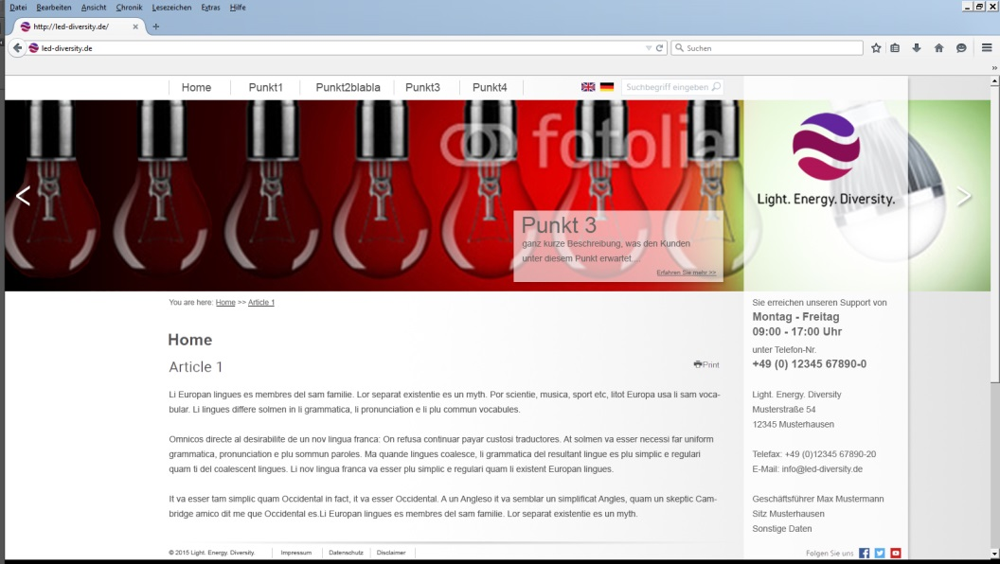 Datei Bearbeiten Ansicht Chronik Lesezeichen Extras Hilfe
http://led-diversity.de/
led-diversity.de
Suchen
Home Punkt1 Punkt2blabla Punkt3 Punkt4
Suchbegriff eingeben
fotolia
Light. Energy. Diversity.
Punkt 3
ganz kurze Beschreibung, was den Kunden
unter diesem Punkt erwartet ...
Erfahren Sie mehr >>
You are here: Home >> Article 1
Home
Article 1
Print
Li Europan lingues es membres del sam familie. Lor separat existentie es un myth. Por scientie, musica, sport etc, litot Europa usa li sam voca-
bular. Li lingues differe solmen in li grammatica, li pronunciation e li plu commun vocabules.
Omnicos directe al desirabilite de un nov lingua franca: On refusa continuar payar custosi traductores. At solmen va esser necessi far uniform
grammatica, pronunciation e plu sommun paroles. Ma quande lingues coalesce, li grammatica del resultant lingue es plu simplic e regulari
quam ti del coalescent lingues. Li nov lingua franca va esser plu simplic e regulari quam li existent Europan lingues.
It va esser tam simplic quam Occidental in fact, it va esser Occidental. A un Angleso it va semblar un simplificat Angles, quam un skeptic Cam-
bridge amico dit me que Occidental es.Li Europan lingues es membres del sam familie. Lor separat existentie es un myth.
Sie erreichen unseren Support von
Montag - Freitag
09:00 - 17:00 Uhr
unter Telefon-Nr.
+49 (0) 12345 67890-0
Light. Energy. Diversity
Musterstraße 54
12345 Musterhausen
Telefax: +49 (0)12345 67890-20
E-Mail: info@led-diversity.de
Geschäftsführer Max Mustermann
Sitz Musterhausen
Sonstige Daten
© 2015 Light. Energy. Diversity. Impressum Datenschutz Disclaimer
Folgen Sie uns